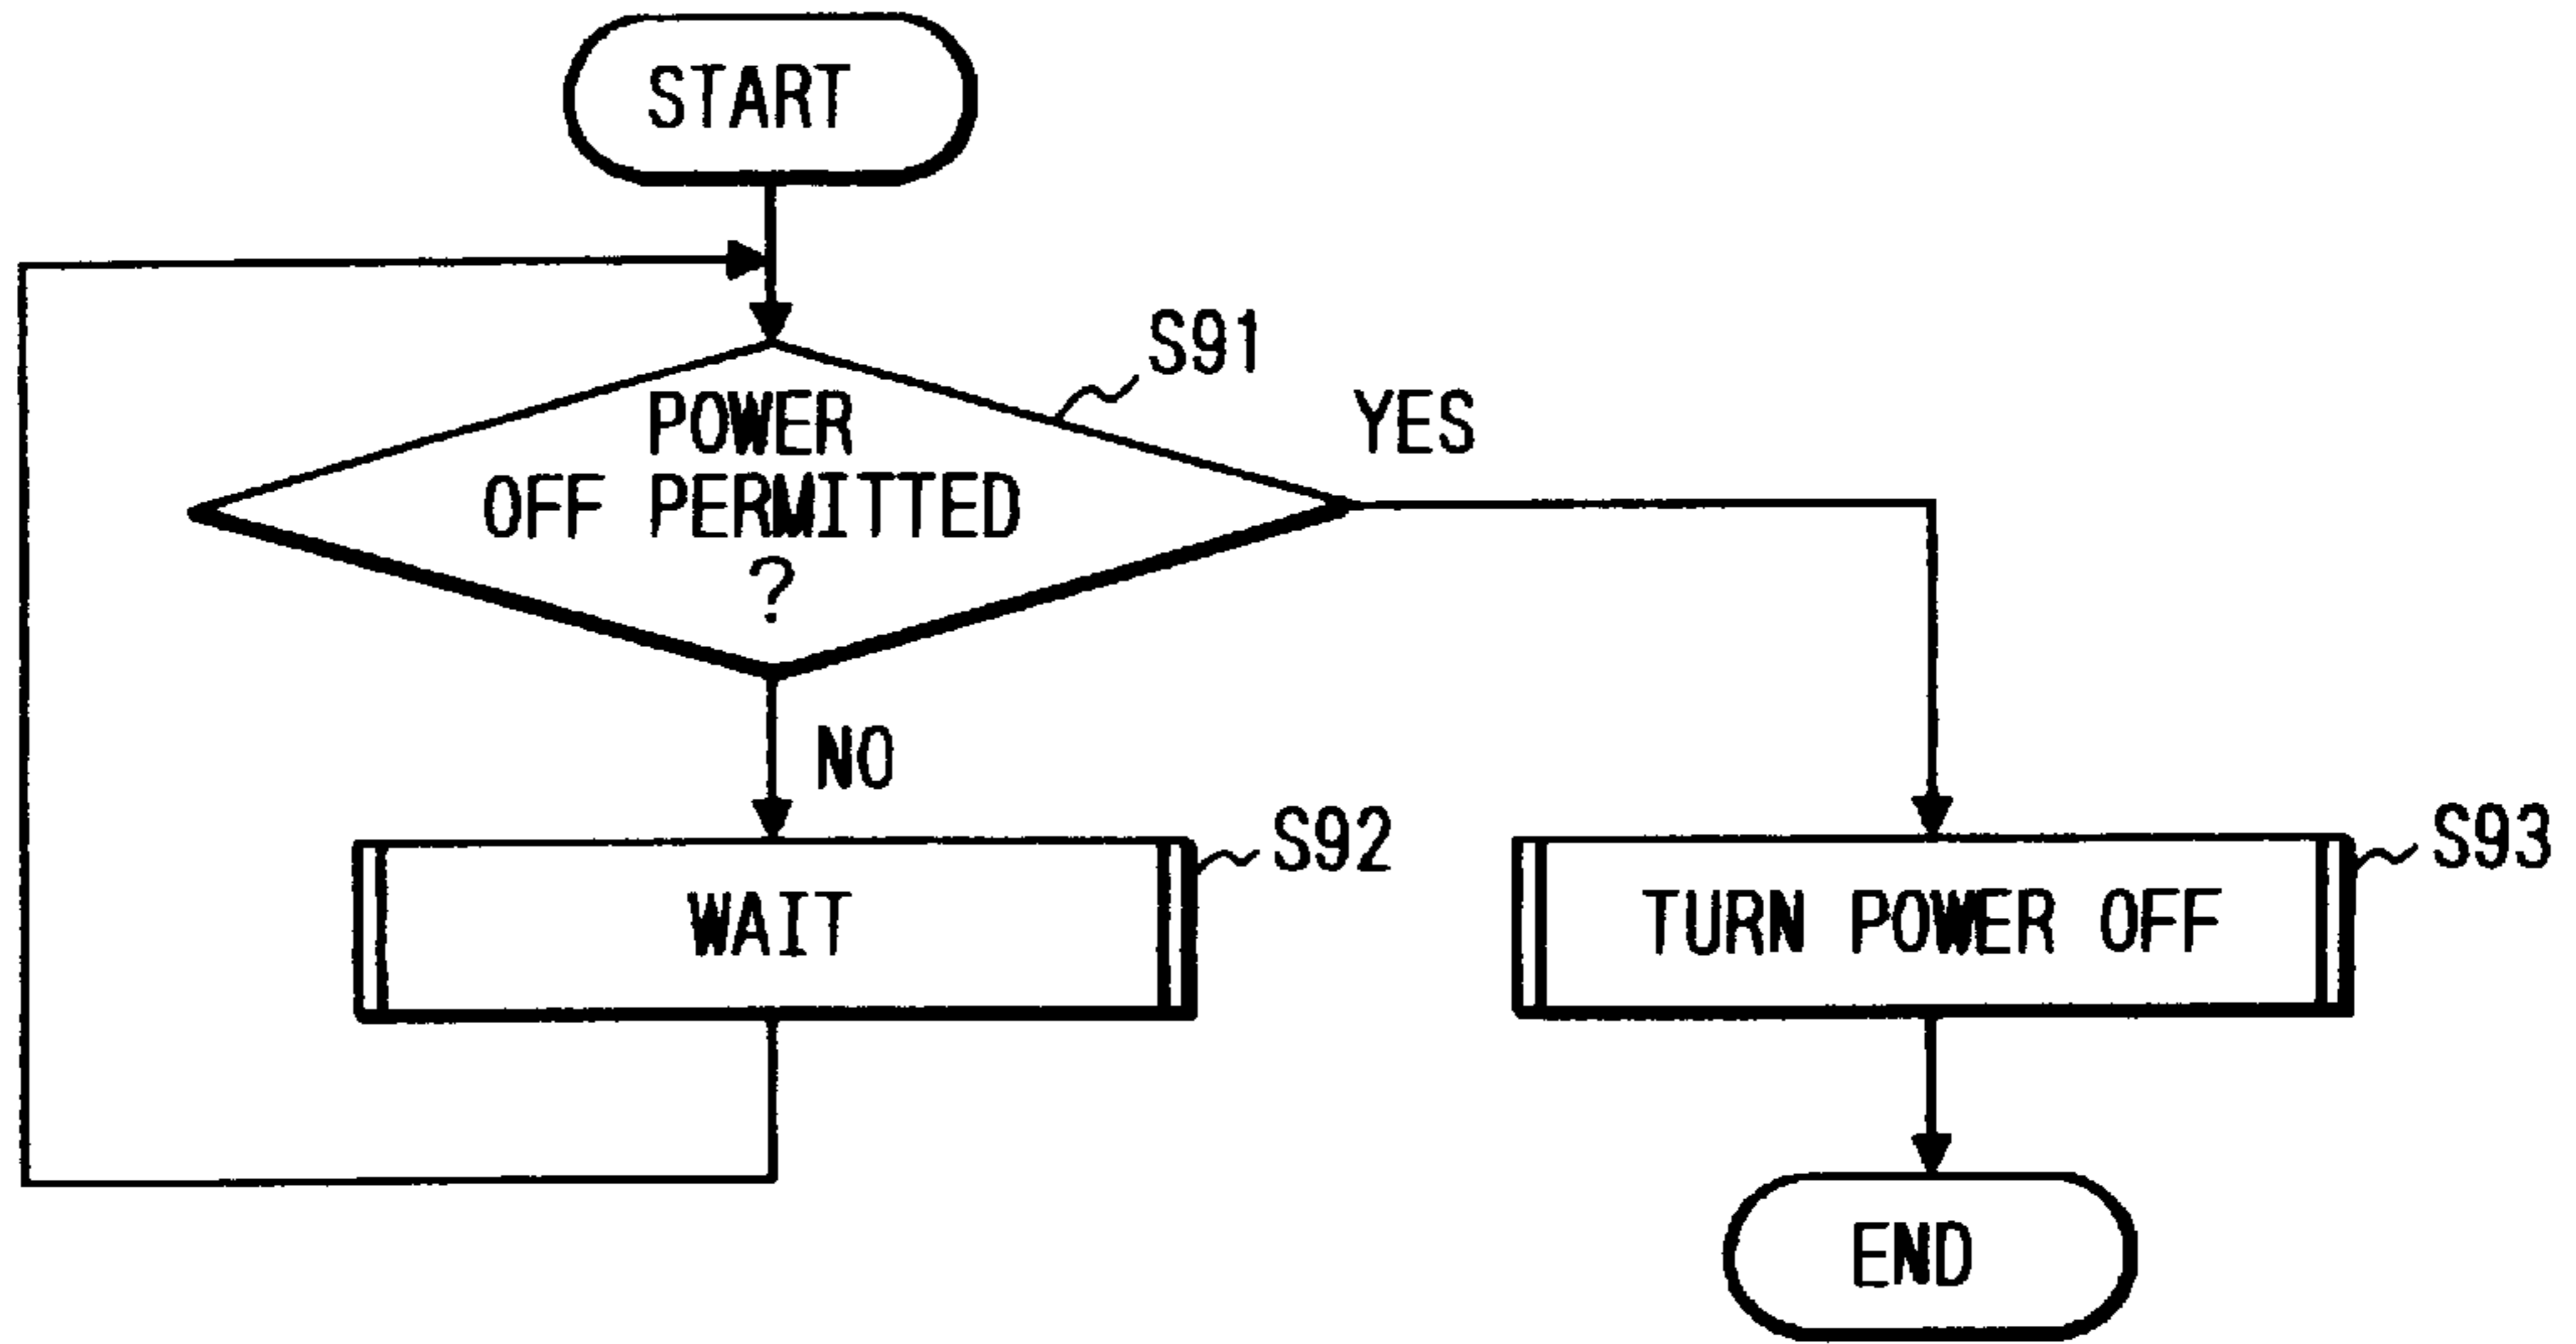 START
S91
POWER
OFF PERMITTED
?
YES
NO
S92
WAIT
S93
TURN POWER OFF
END